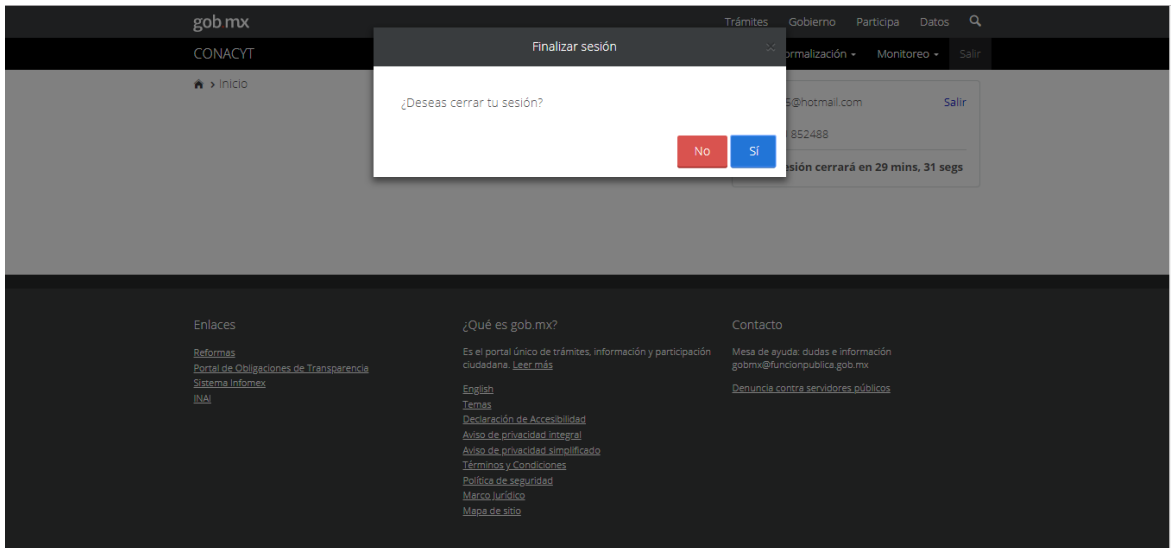 gob mx
Trámites Gobierno Participa Datos
CONACYT
Finalizar sesión ×
Monitoreo Salir
Inicio
¿Deseas cerrar tu sesión?
@hotmail.com Salir
852488
No Sí
cerrará en 29 mins, 31 segs
Enlaces
Reformas
Portal de Obligaciones de Transparencia
Sistema Infomex
INAI
¿Qué es gob.mx?
Es el portal único de trámites, información y participación
ciudadana. Leer más
English
Temas
Declaración de Accesibilidad
Aviso de privacidad integral
Aviso de privacidad simplificado
Términos y Condiciones
Política de seguridad
Marco Jurídico
Mapa de sitio
Contacto
Mesa de ayuda: dudas e información
gobmx@funcionpublica.gob.mx
Denuncia contra servidores públicos